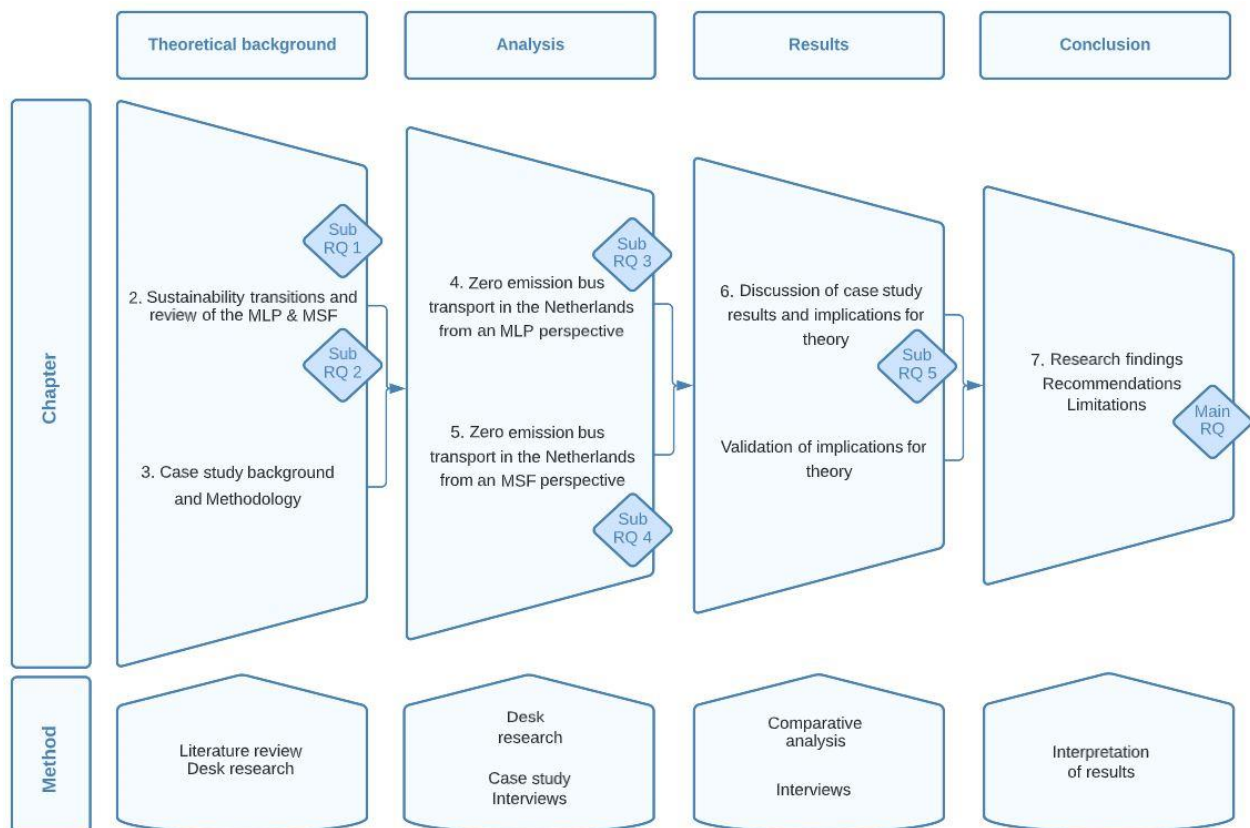 Theoretical background
Analysis
Results
Conclusion
Chapter
Sub
RQ 1
2. Sustainability transitions and
review of the MLP & MSF
Sub
RQ 2
3. Case study background
and Methodology
Sub
RQ 3
4. Zero emission bus
transport in the Netherlands
from an MLP perspective
5. Zero emission bus
transport in the Netherlands
from an MSF perspective
Sub
RQ 4
6. Discussion of case study
results and implications for
theory
Sub
RQ 5
Validation of implications for
theory
7. Research findings
Recommendations
Limitations
Main
RQ
Method
Literature review
Desk research
Desk
research
Case study
Interviews
Comparative
analysis
Interviews
Interpretation
of results